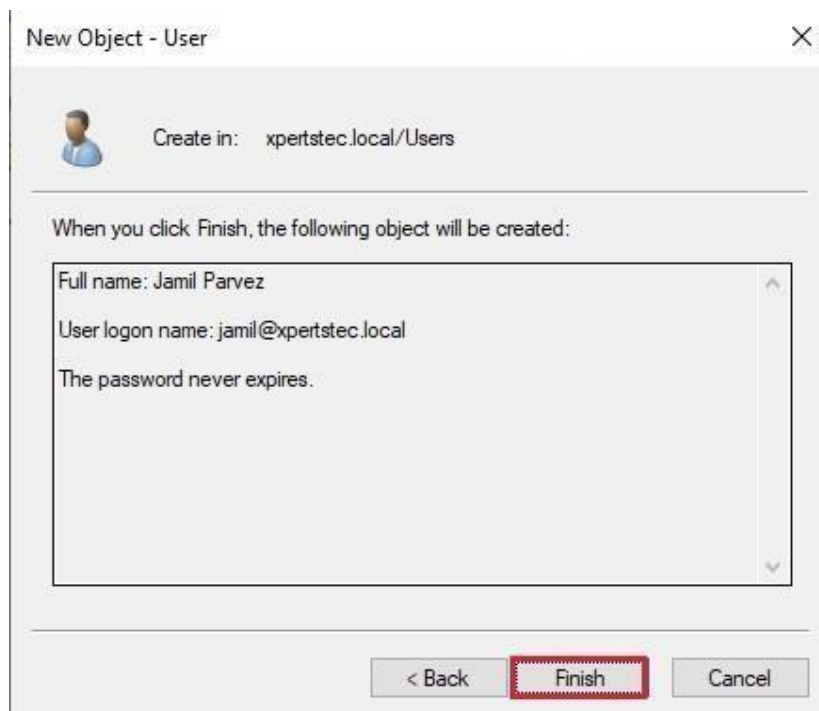 New Object - User
Create in: xpertstec.local/Users
When you click Finish, the following object will be created:
Full name: Jamil Parvez
User logon name: jamil@xpertstec.local
The password never expires.
< Back Finish Cancel